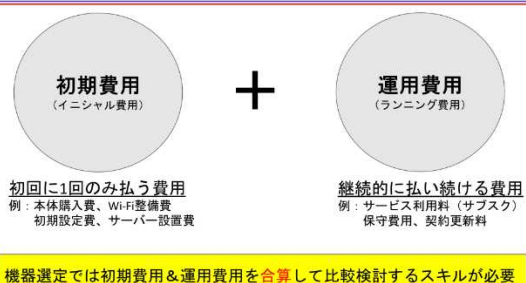 初期費用
（イニシャル費用）
＋
運用費用
（ランニング費用）
初回に1回のみ払う費用
例：本体購入費、Wi-Fi整備費
初期設定費、サーバー設置費
継続的に払い続ける費用
例：サービス利用料（サブスク）
保守費用、契約更新料
機器選定では初期費用＆運用費用を合算して比較検討するスキルが必要